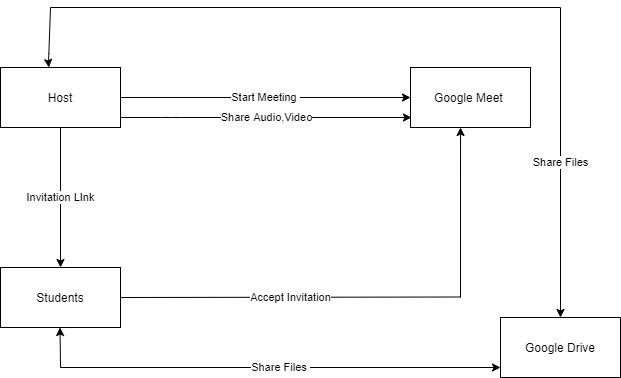 Host
Start Meeting
Google Meet
Share Audio,Video
Share Files
Invitation LInk
Students
Accept Invitation
Google Drive
Share Files